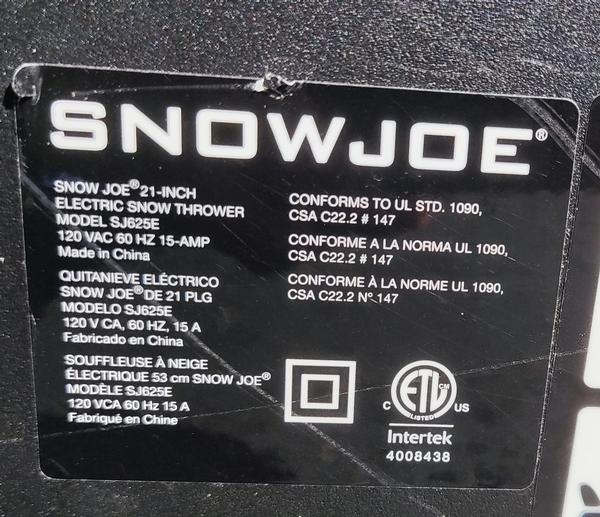 SNOWJOE®
SNOW JOE® 21-INCH
ELECTRIC SNOW THROWER
MODEL SJ625E
120 VAC 60 HZ 15-AMP
Made in China
QUITANIEVE ELÉCTRICO
SNOW JOE® DE 21 PLG
MODELO SJ625E
120 V CA, 60 HZ, 15 A
Fabricado en China
SOUFFLEUSE À NEIGE
ÉLECTRIQUE 53 cm SNOW JOE®
MODÈLE SJ625E
120 VCA 60 Hz 15 A
Fabriqué en Chine
CONFORMS TO UL STD. 1090,
CSA C22.2 # 147
CONFORME A LA NORMA UL 1090,
CSA C22.2 # 147
CONFORME À LA NORME UL 1090,
CSA C22.2 N° 147
ETL CM
LISTED
C US
Intertek
4008438